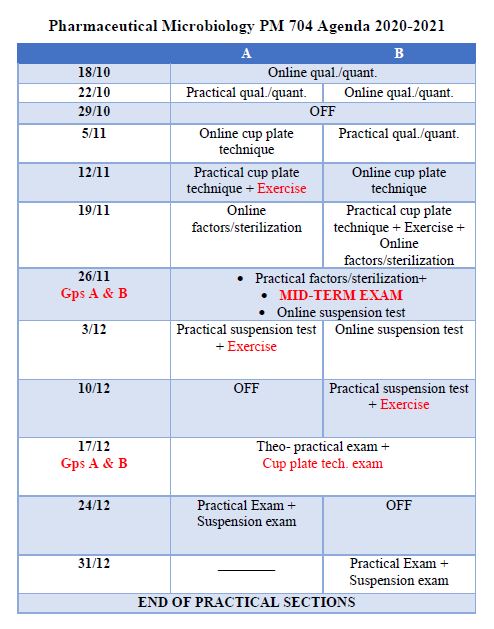 Pharmaceutical Microbiology PM 704 Agenda 2020-2021
A B
18/10 Online qual./quant.
22/10 Practical qual./quant. Online qual./quant.
29/10 OFF
5/11 Online cup plate Practical qual./quant.
technique
12/11 Practical cup plate Online cup plate
technique + Exercise technique
19/11 Online Practical cup plate
factors/sterilization technique + Exercise +
Online
factors/sterilization
26/11 • Practical factors/sterilization+
Gps A & B • MID-TERM EXAM
• Online suspension test
3/12 Practical suspension test Online suspension test
+ Exercise
10/12 OFF Practical suspension test
+ Exercise
17/12 Theo- practical exam +
Gps A & B Cup plate tech. exam
24/12 Practical Exam + OFF
Suspension exam
31/12 ________ Practical Exam +
Suspension exam
END OF PRACTICAL SECTIONS